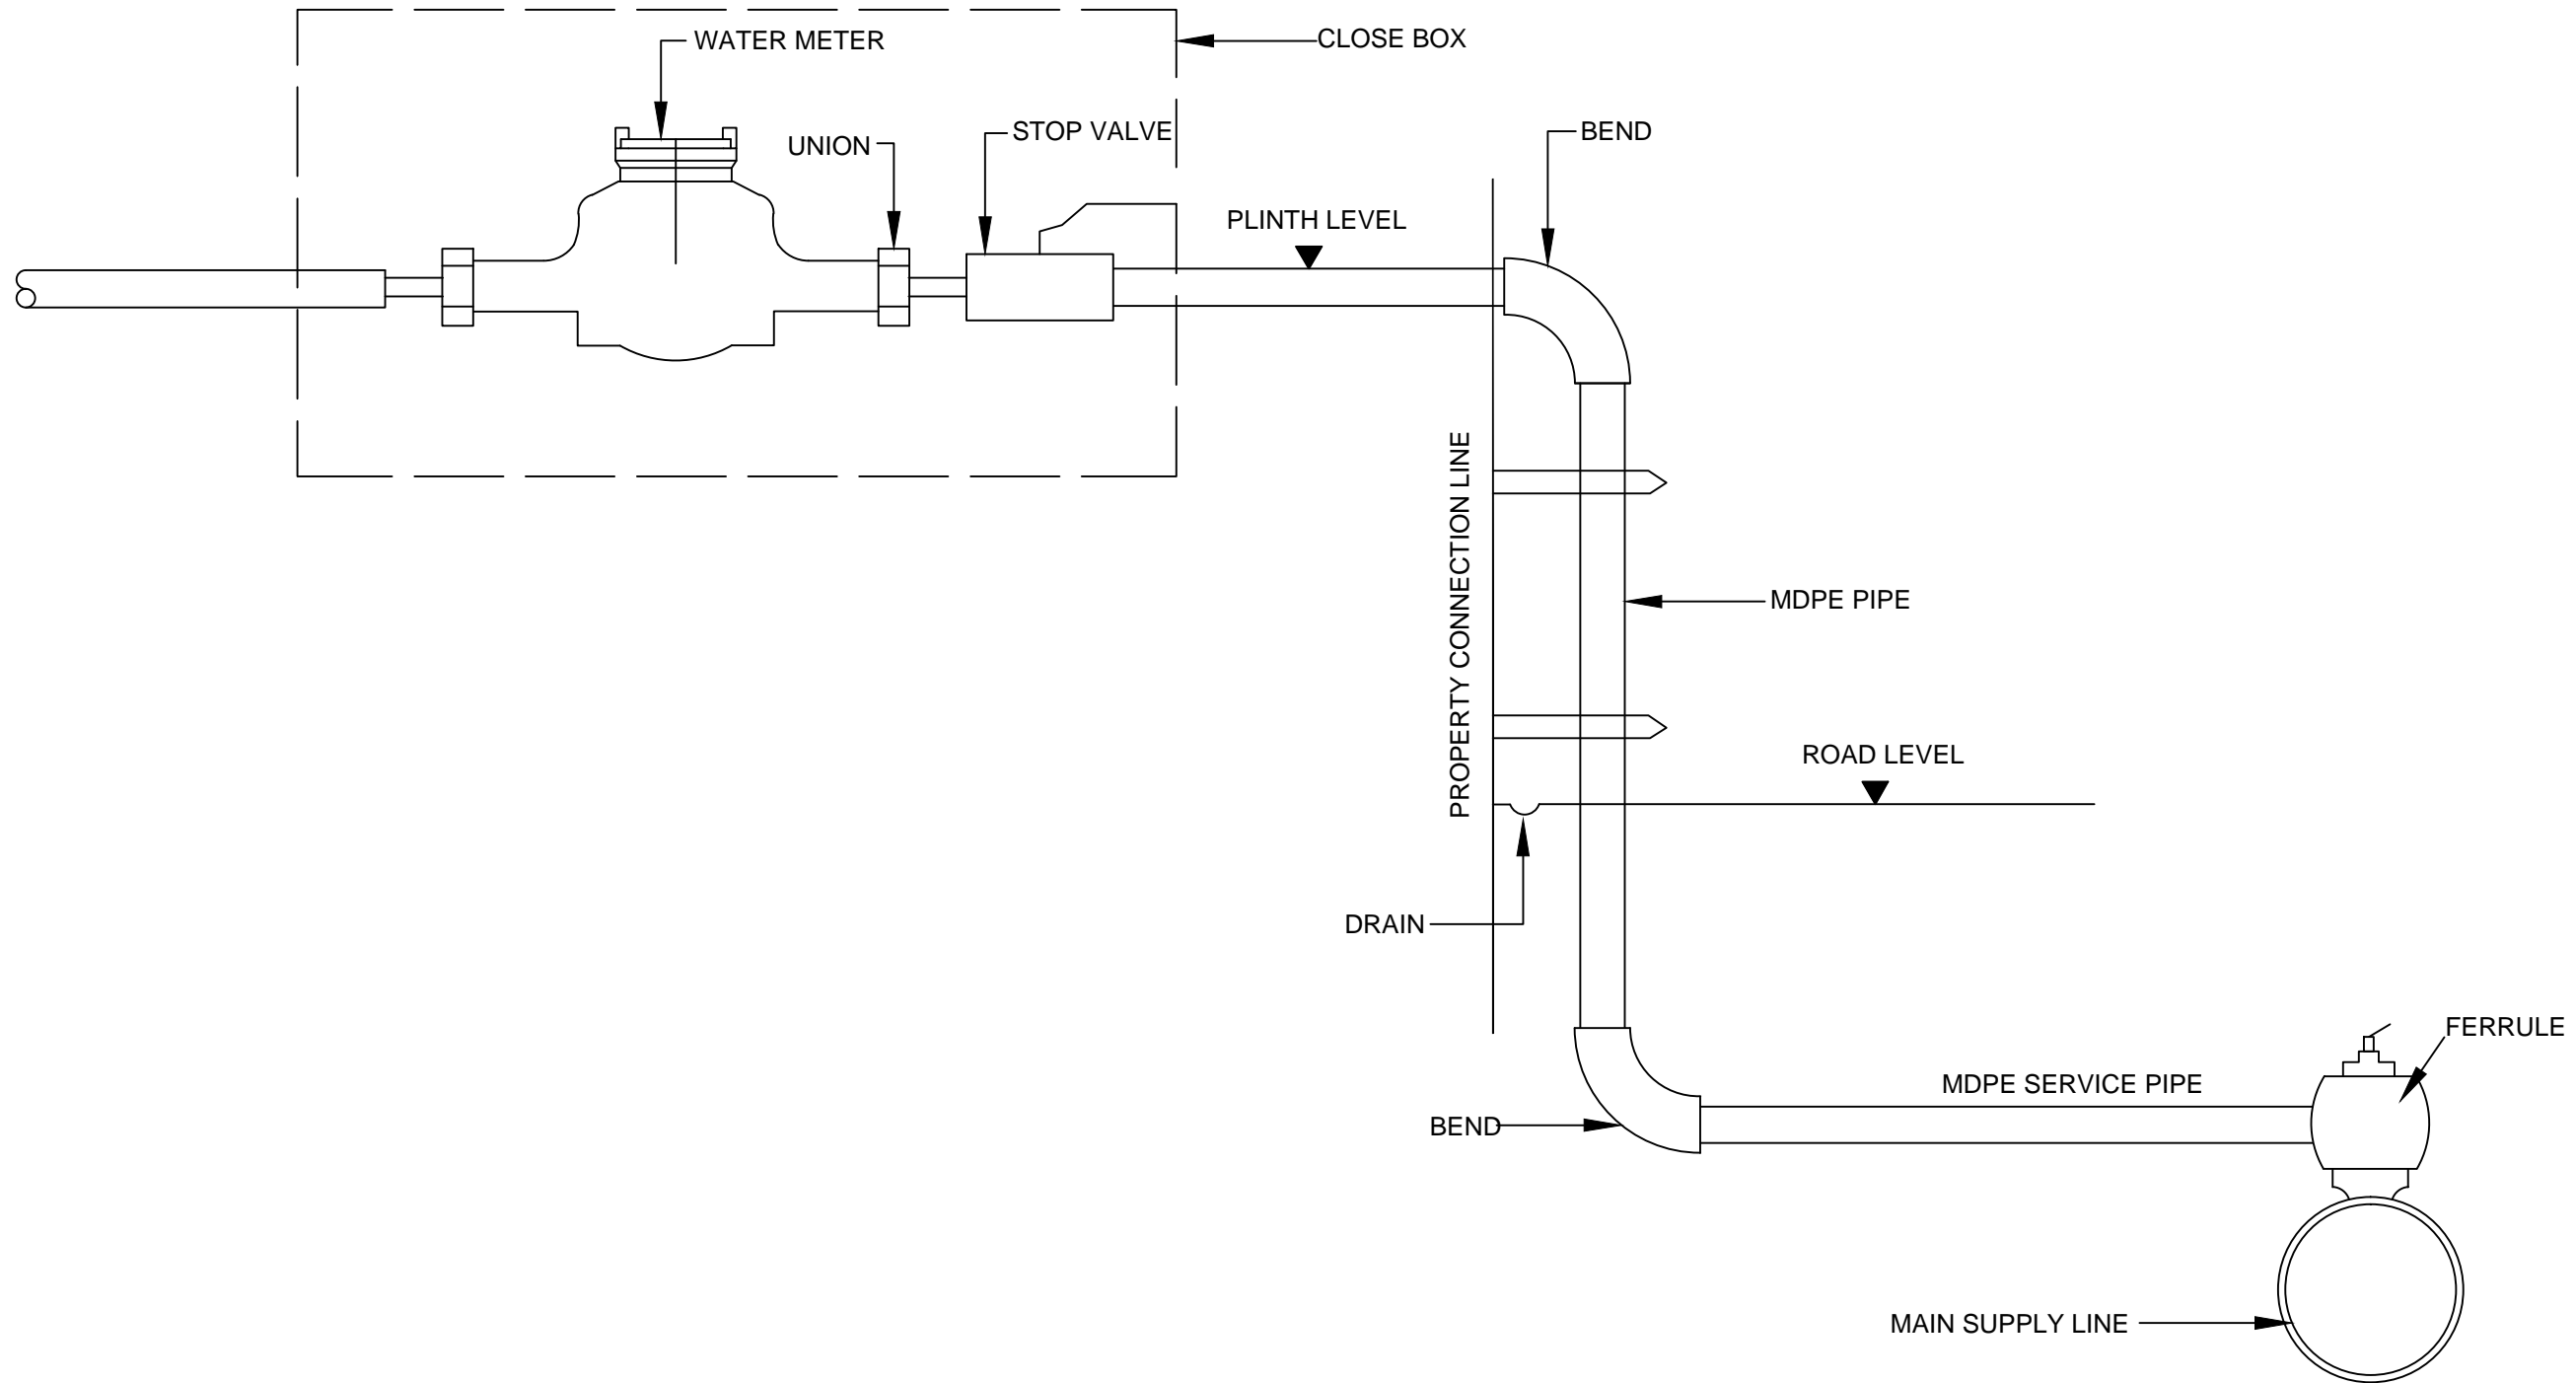 WATER METER
CLOSE BOX
UNION
STOP VALVE
BEND
PLINTH LEVEL
PROPERTY CONNECTION LINE
MDPE PIPE
ROAD LEVEL
DRAIN
FERRULE
MDPE SERVICE PIPE
BEND
MAIN SUPPLY LINE